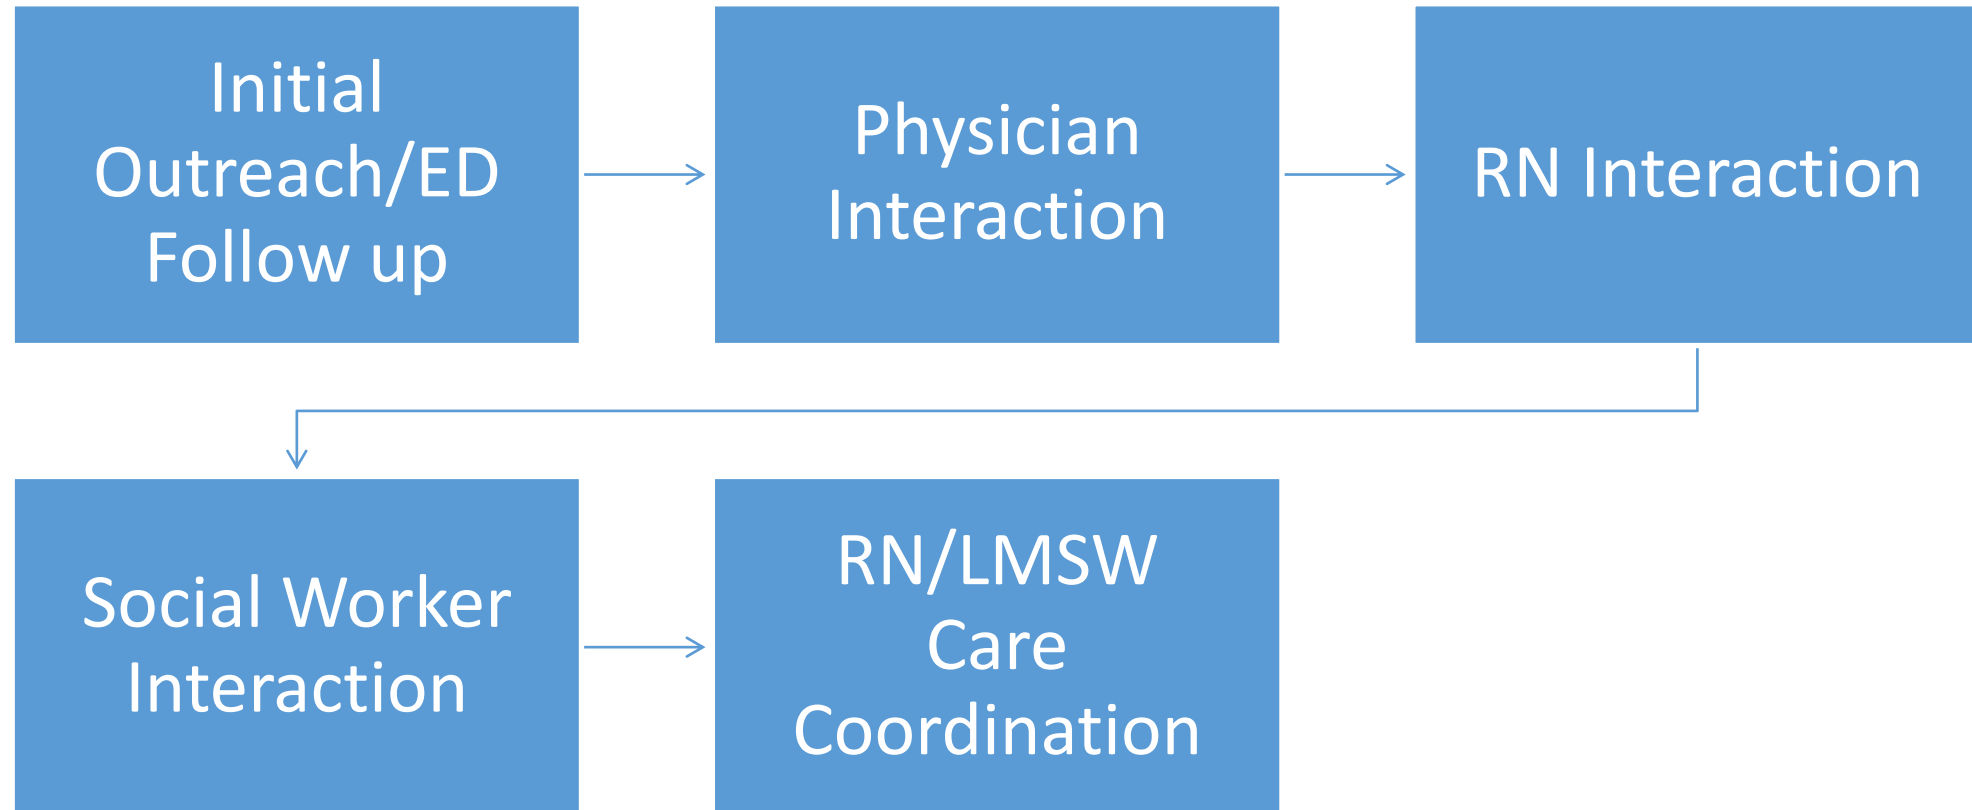 Initial
Outreach/ED
Follow up
Physician
Interaction
RN Interaction
Social Worker
Interaction
RN/LMSW
Care
Coordination